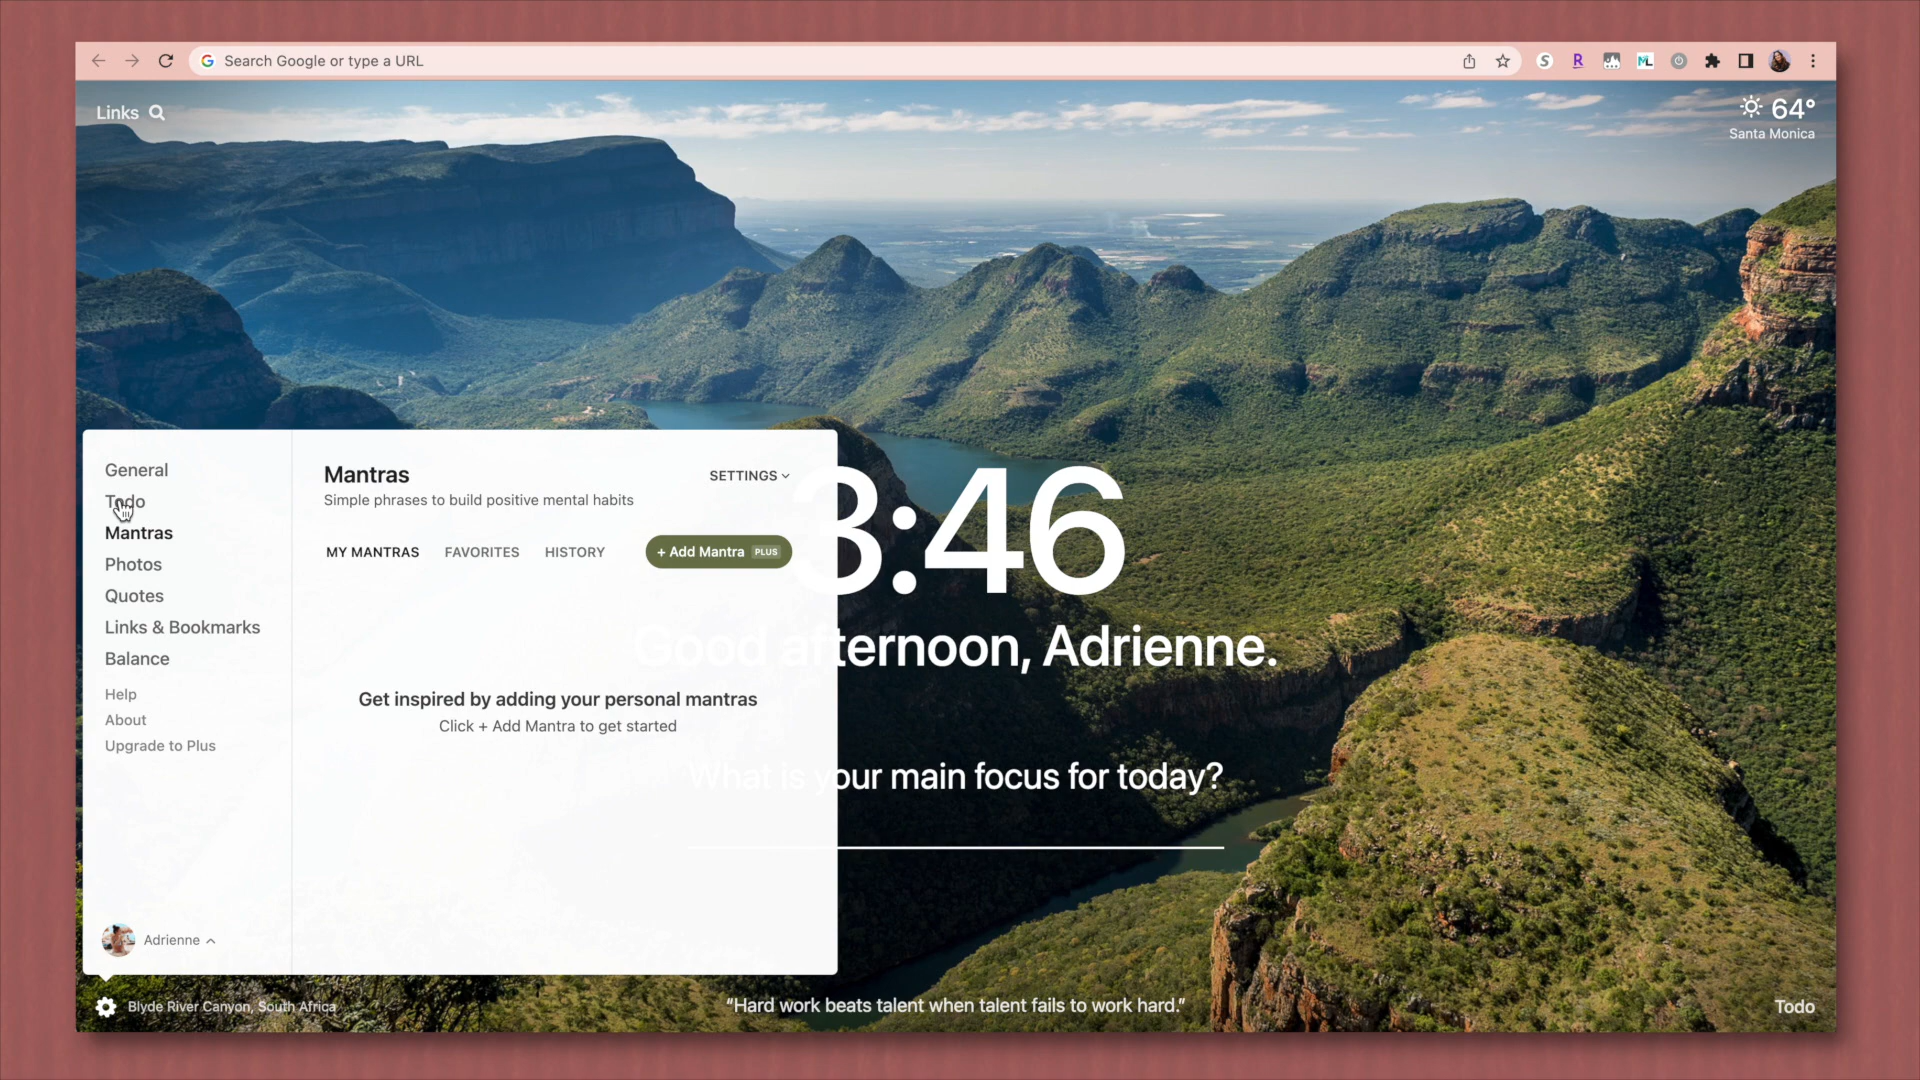 Search Google or type a URL
Links
64°
Santa Monica
General
Todo
Mantras
Photos
Quotes
Links & Bookmarks
Balance
Help
About
Upgrade to Plus
Adrienne
Mantras
SETTINGS
Simple phrases to build positive mental habits
MY MANTRAS
FAVORITES
HISTORY
+ Add Mantra PLUS
Get inspired by adding your personal mantras
Click + Add Mantra to get started
3:46
Good afternoon, Adrienne.
What is your main focus for today?
Blyde River Canyon, South Africa
“Hard work beats talent when talent fails to work hard.”
Todo